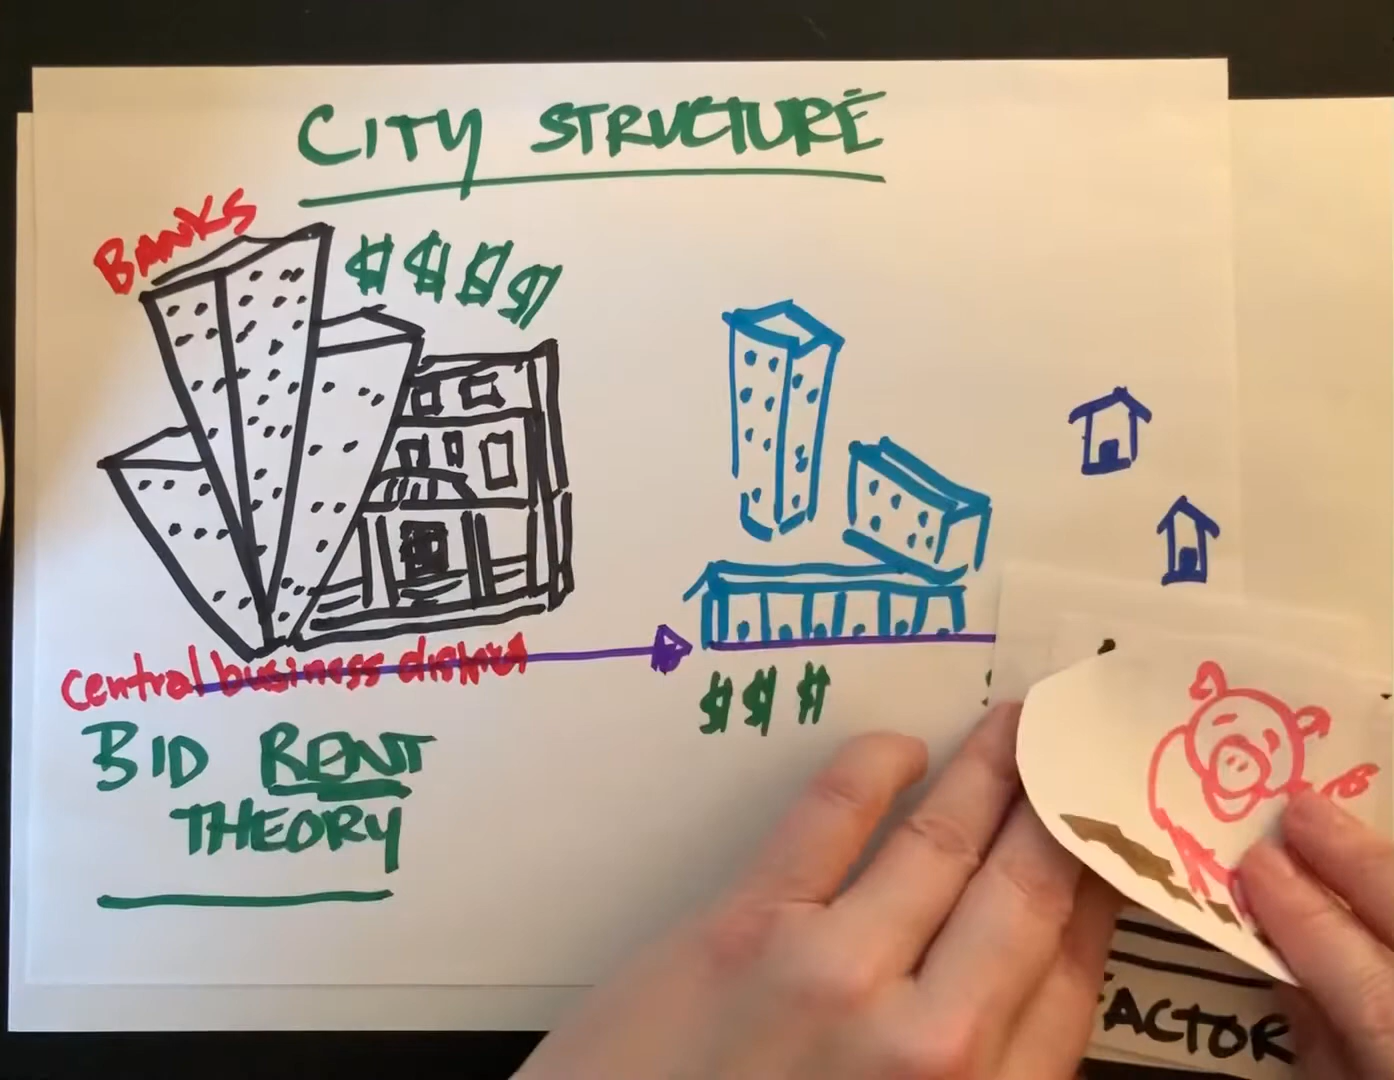 CITY STRUCTURE
BANKS
$ $ $ $
central business district
$ $ $
BID RENT
THEORY
FACTOR